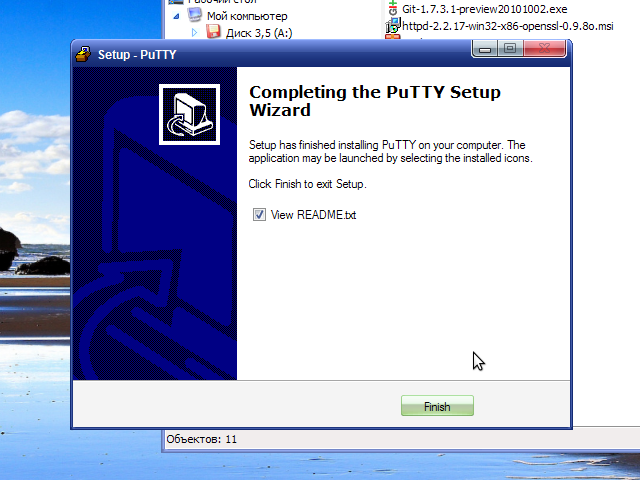 Рабочий стол
Мой компьютер
Диск 3,5 (A:)
Git-1.7.3.1-preview20101002.exe
httpd-2.2.17-win32-x86-openssl-0.9.8o.msi
Setup - PuTTY
Completing the PuTTY Setup
Wizard
Setup has finished installing PuTTY on your computer. The
application may be launched by selecting the installed icons.
Click Finish to exit Setup.
View README.txt
Finish
Объектов: 11